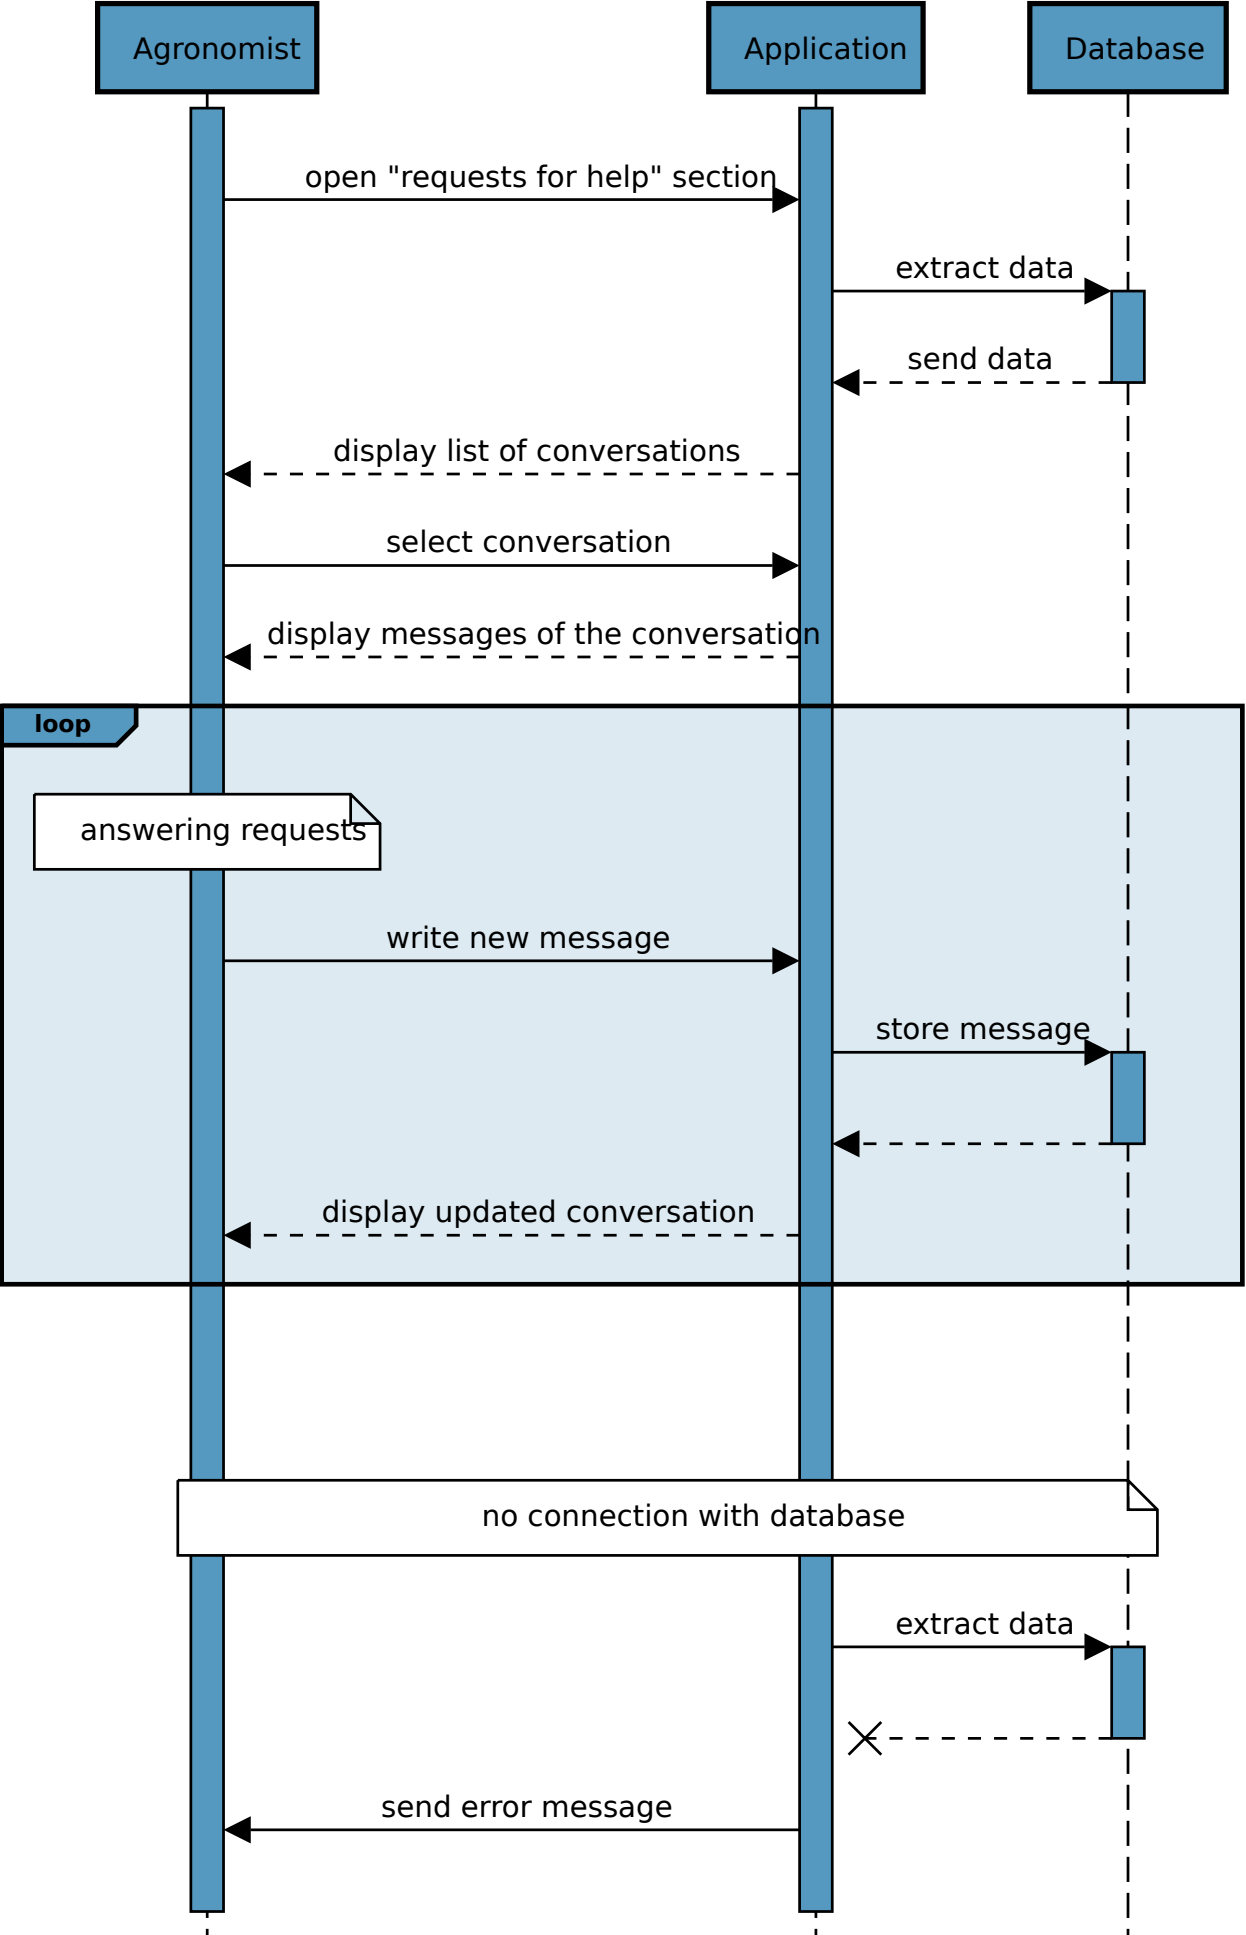 Agronomist
Application
Database
open "requests for help" section
extract data
send data
display list of conversations
select conversation
display messages of the conversation
loop
answering requests
write new message
store message
display updated conversation
no connection with database
extract data
send error message